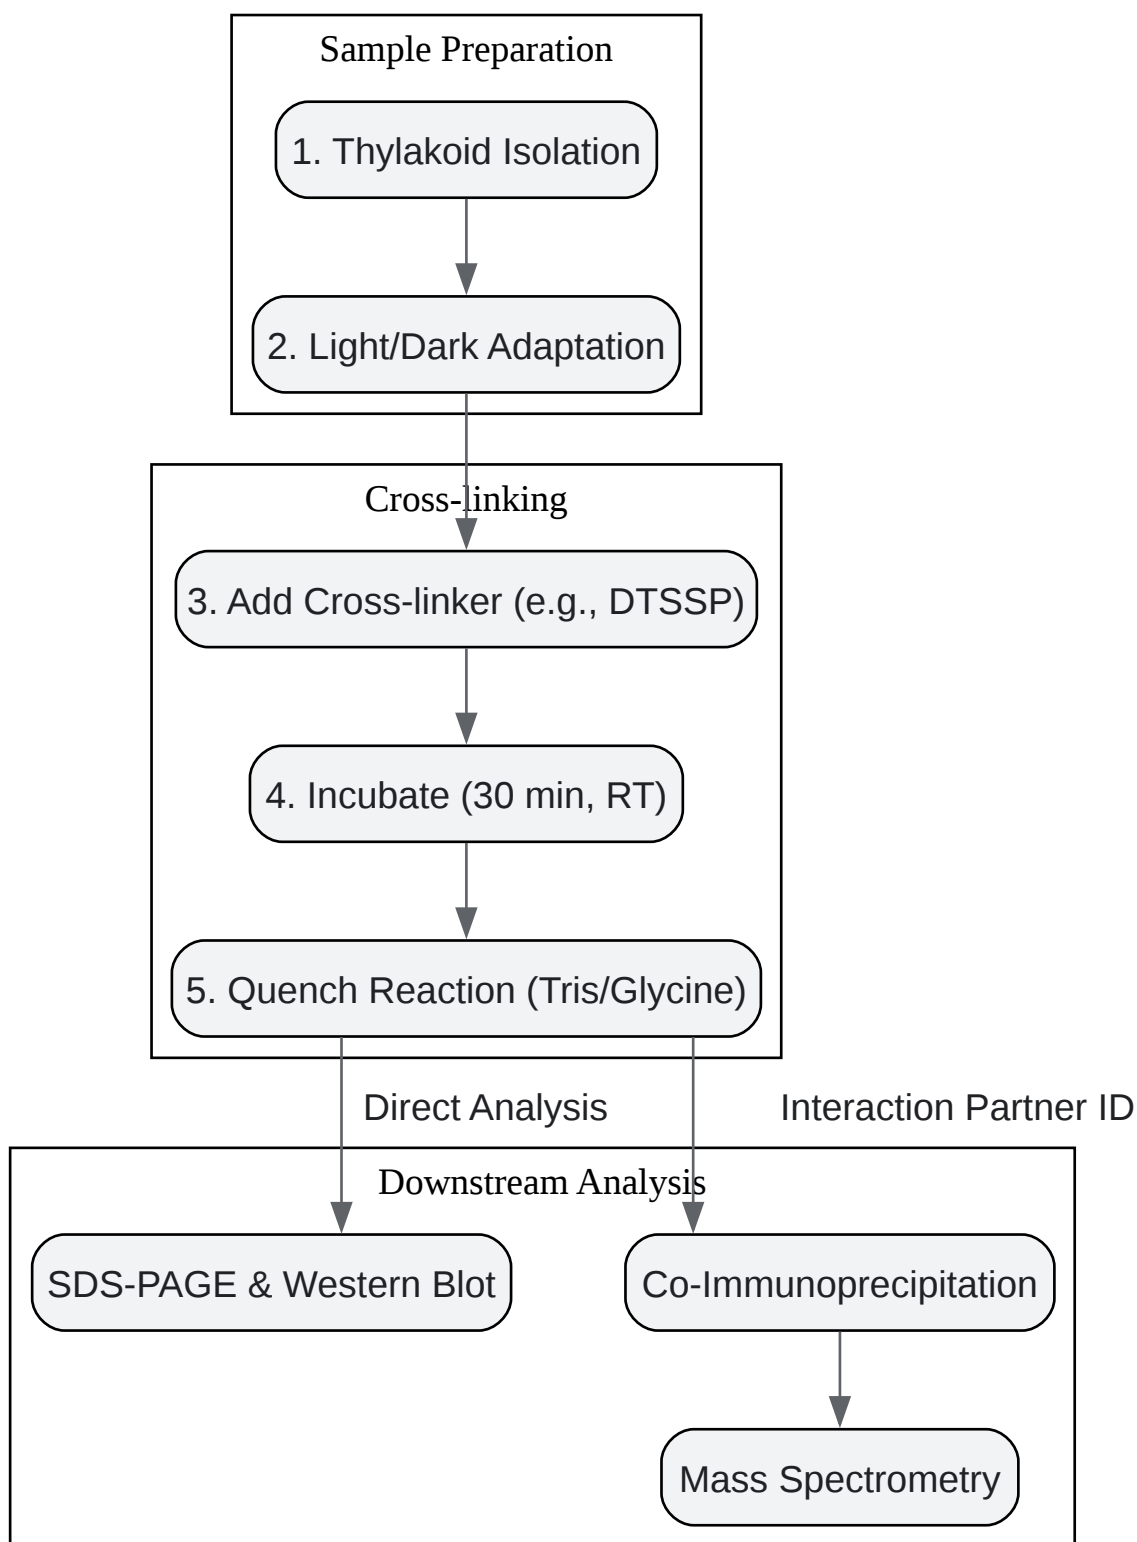 Sample Preparation
1. Thylakoid Isolation
2. Light/Dark Adaptation
Cross-linking
3. Add Cross-linker (e.g., DTSSP)
4. Incubate (30 min, RT)
5. Quench Reaction (Tris/Glycine)
Direct Analysis
Interaction Partner ID
Downstream Analysis
SDS-PAGE & Western Blot
Co-Immunoprecipitation
Mass Spectrometry